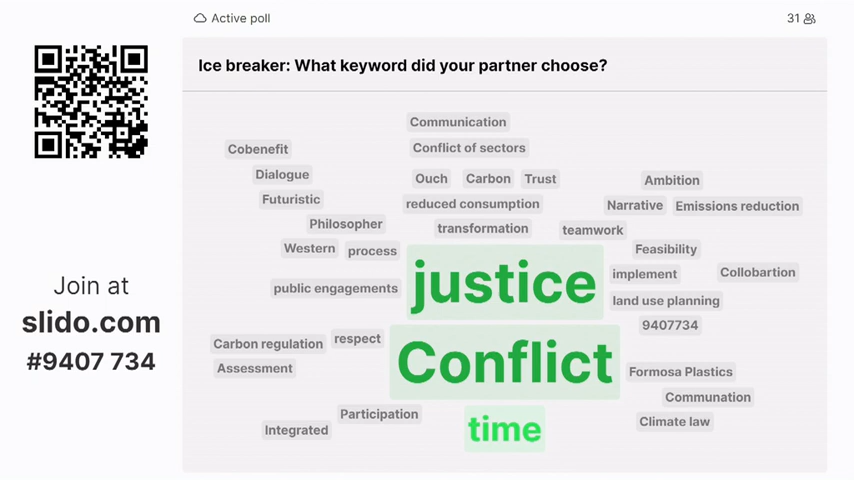 Active poll
31
Ice breaker: What keyword did your partner choose?
Communication
Cobenefit
Conflict of sectors
Dialogue
Ouch
Carbon
Trust
Ambition
Futuristic
reduced consumption
Narrative
Emissions reduction
Philosopher
transformation
teamwork
Western
process
Feasibility
justice
implement
Collobartion
public engagements
land use planning
9407734
Carbon regulation
respect
Conflict
Assessment
Formosa Plastics
Communation
Participation
Climate law
Integrated
time
Join at
slido.com
#9407 734